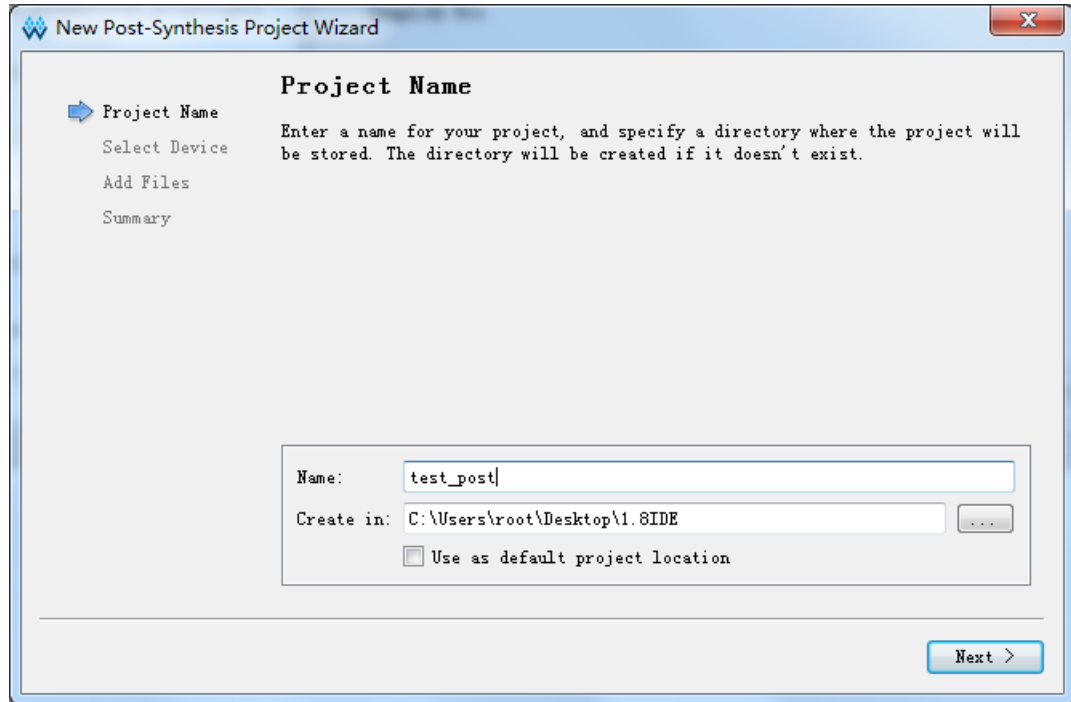 New Post-Synthesis Project Wizard
Project Name
Project Name
Select Device
Add Files
Summary
Enter a name for your project, and specify a directory where the project will
be stored. The directory will be created if it doesn't exist.
Name: test_post
Create in: C:\Users\root\Desktop\1.8IDE ...
Use as default project location
Next >